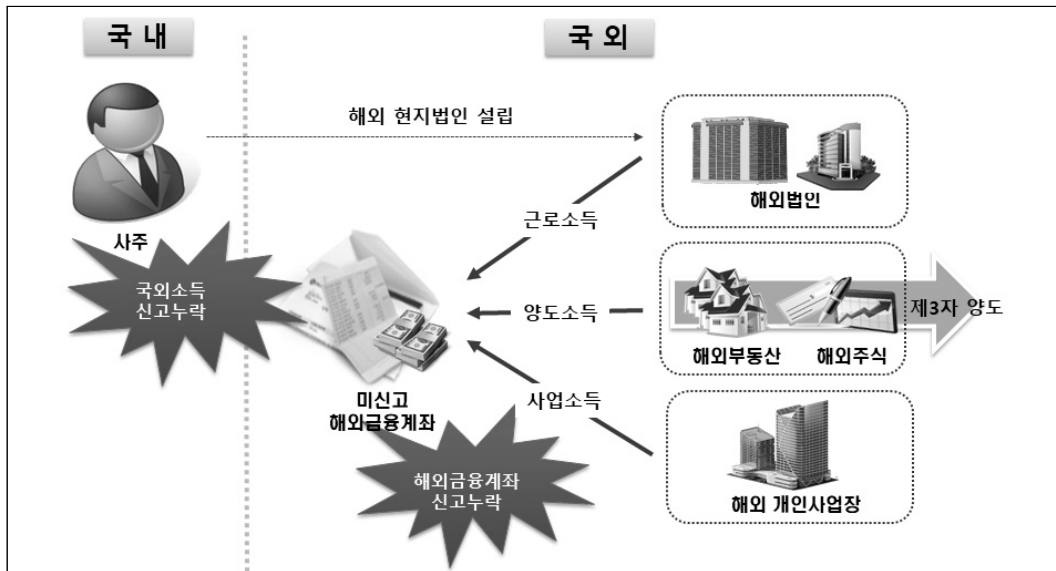 국 내
국 외
해외 현지법인 설립
사주
해외법인
근로소득
국외소득
신고누락
양도소득
제3자 양도
해외부동산
해외주식
미신고
해외금융계좌
사업소득
해외금융계좌
신고누락
해외 개인사업장